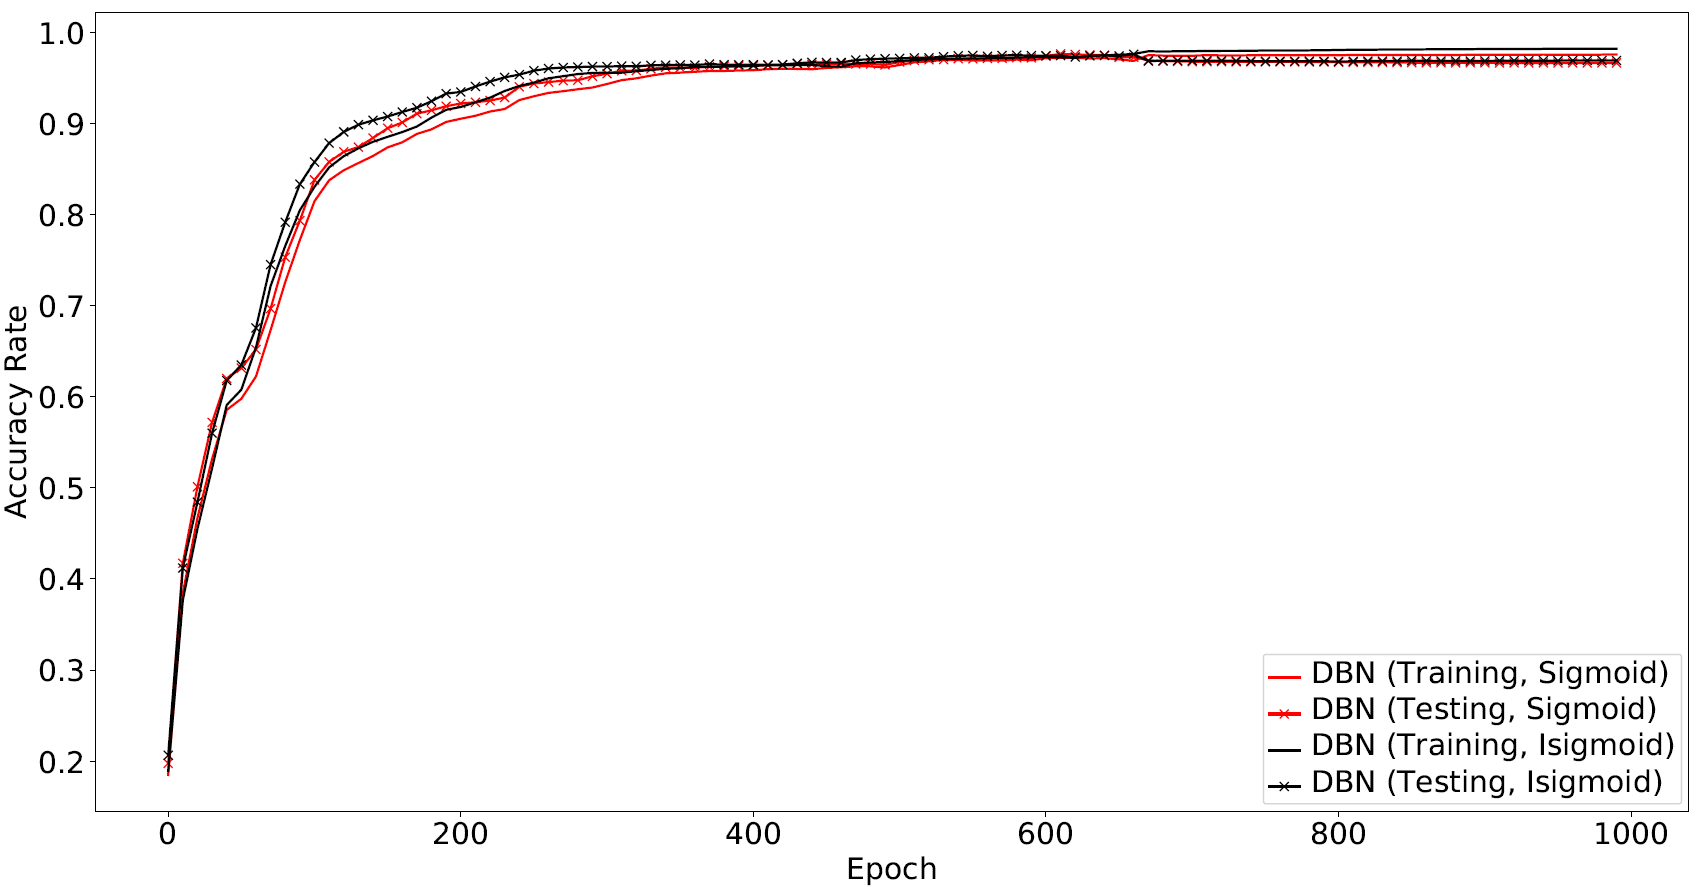 1.0
0.9
0.8
0.7
0.6
0.5
0.4
0.3
0.2
Accuracy Rate
0 200 400 600 800 1000
Epoch
DBN (Training, Sigmoid)
DBN (Testing, Sigmoid)
DBN (Training, Isigmoid)
DBN (Testing, Isigmoid)